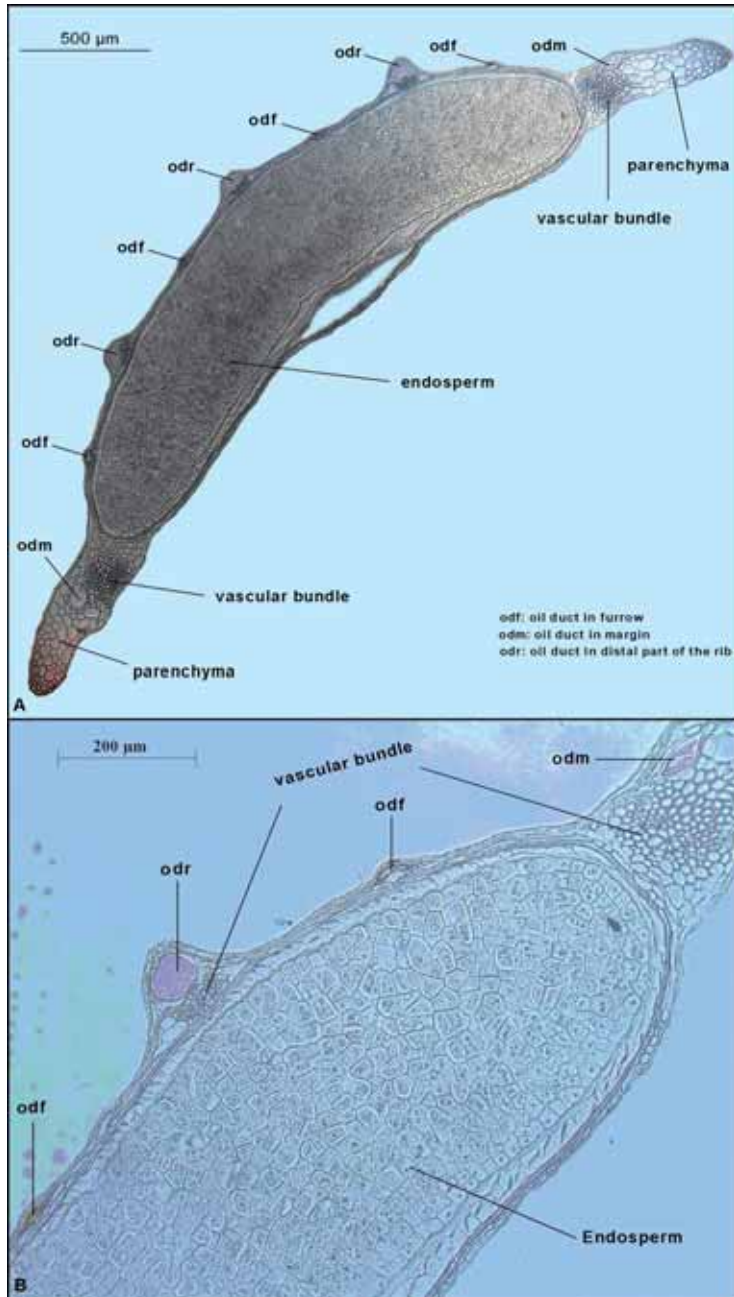 500 µm
odr
odf
odm
odf
parenchyma
odr
vascular bundle
odf
odr
endosperm
odf
odm
vascular bundle
odf: oil duct in furrow
odm: oil duct in margin
odr: oil duct in distal part of the rib
parenchyma
A
200 µm
vascular bundle
odm
odf
odr
odf
Endosperm
B